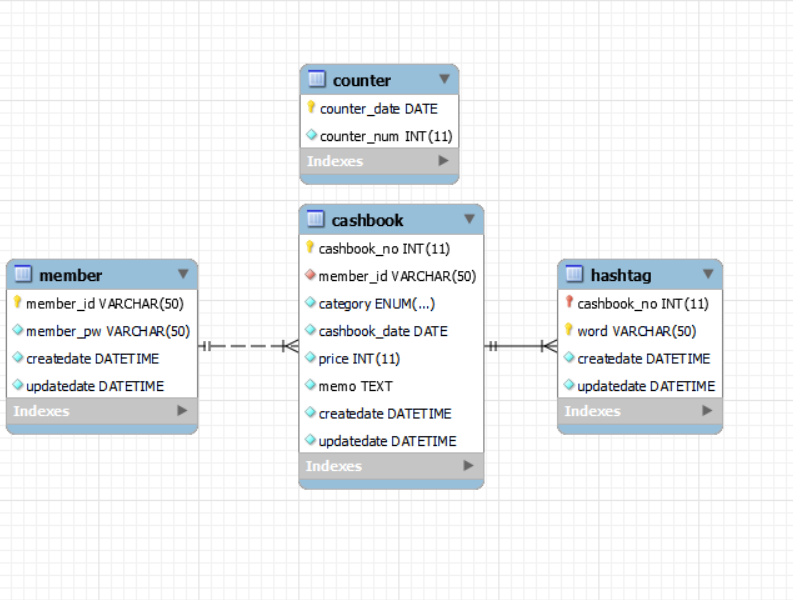 counter
counter_date DATE
counter_num INT(11)
Indexes
cashbook
cashbook_no INT(11)
member_id VARCHAR(50)
category ENUM(...)
cashbook_date DATE
price INT(11)
memo TEXT
createdate DATETIME
updatedate DATETIME
Indexes
member
member_id VARCHAR(50)
member_pw VARCHAR(50)
createdate DATETIME
updatedate DATETIME
Indexes
hashtag
cashbook_no INT(11)
word VARCHAR(50)
createdate DATETIME
updatedate DATETIME
Indexes